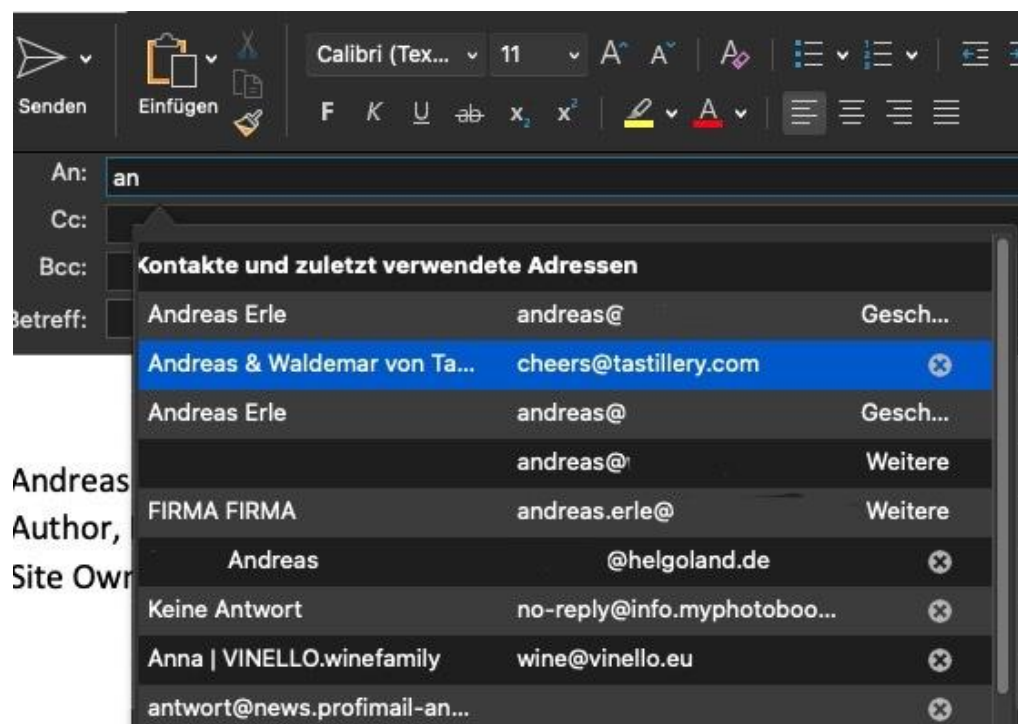 Calibri (Tex... 11 A^ A˅ A
Senden Einfügen F K U ab x₂ x² A
An: an
Cc:
Bcc: Kontakte und zuletzt verwendete Adressen
Betreff: Andreas Erle andreas@ Gesch...
Andreas & Waldemar von Ta... cheers@tastillery.com
Andreas Erle andreas@ Gesch...
andreas@ Weitere
Andreas
FIRMA FIRMA andreas.erle@ Weitere
Author,
Andreas @helgoland.de
Site Owr
Keine Antwort no-reply@info.myphotoboo...
Anna | VINELLO.winefamily wine@vinello.eu
antwort@news.profimail-an...